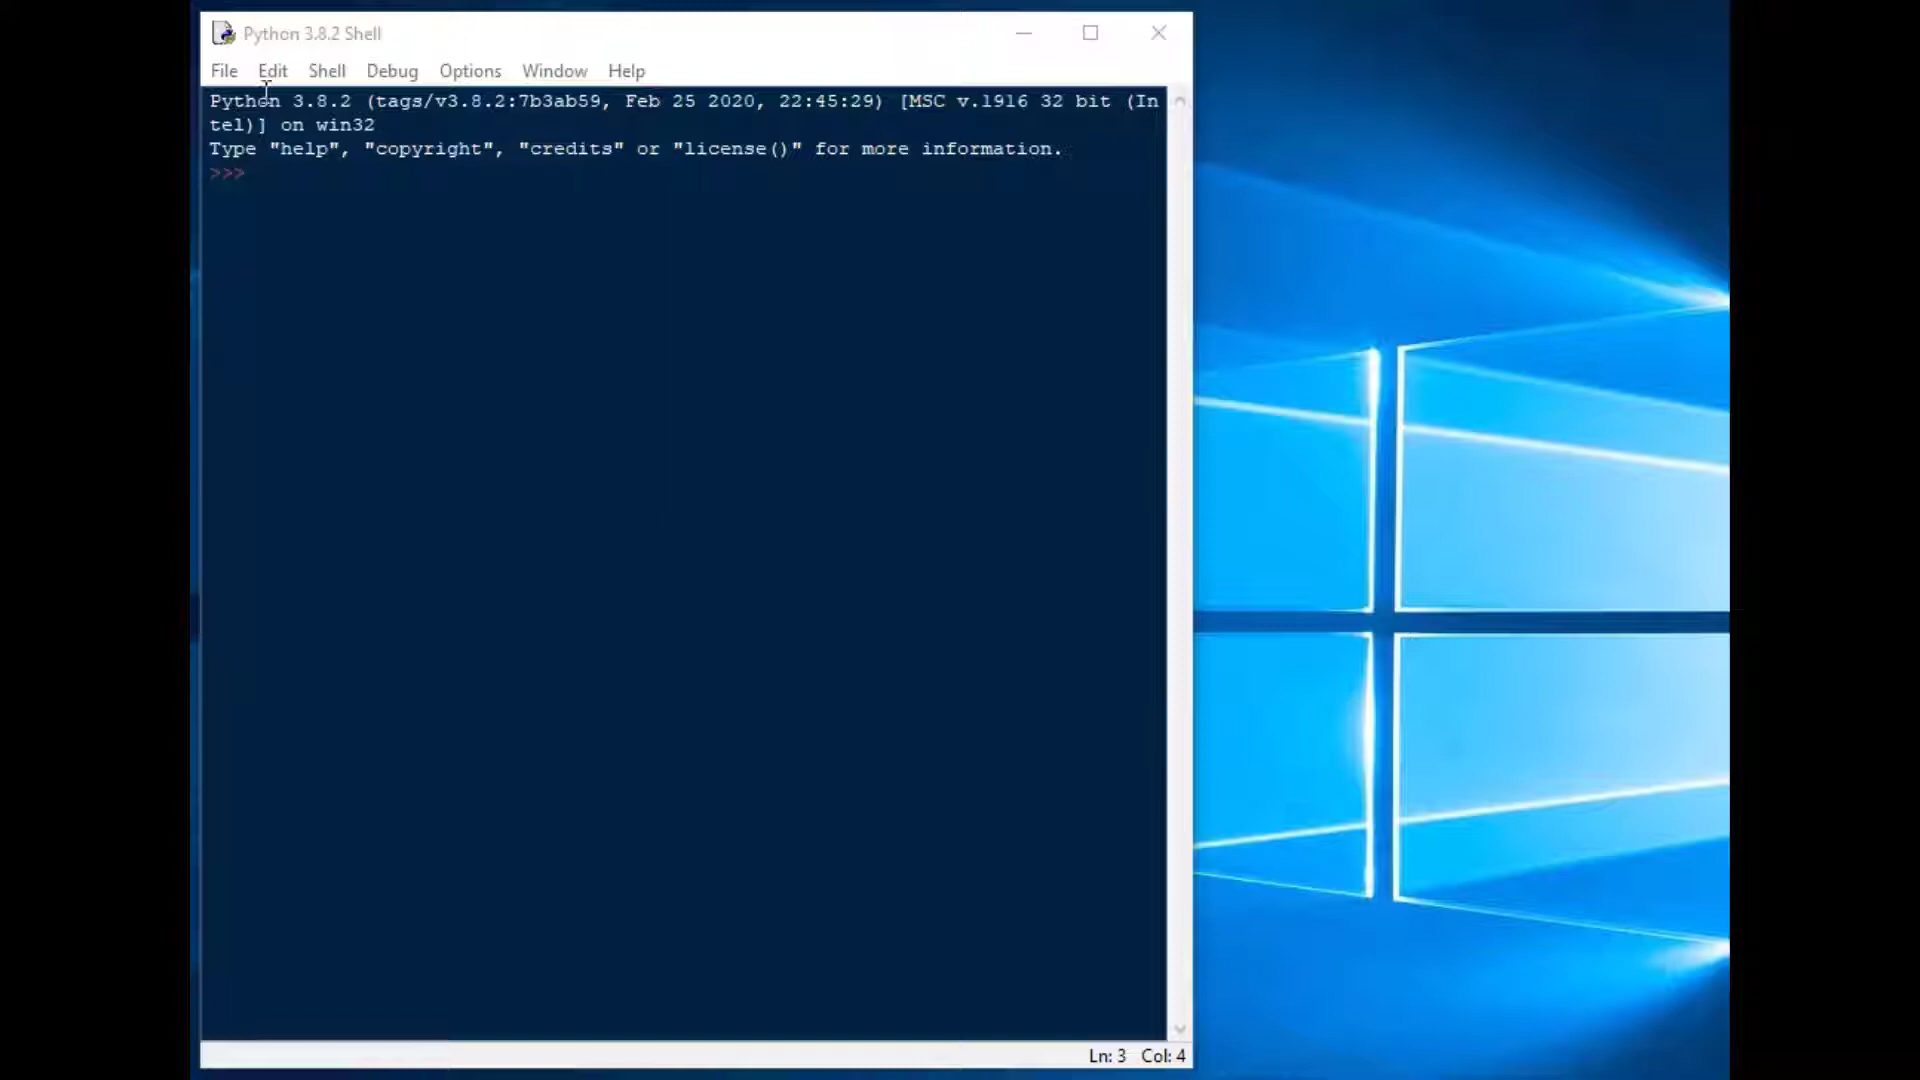 Python 3.8.2 Shell
File Edit Shell Debug Options Window Help
Python 3.8.2 (tags/v3.8.2:7b3ab59, Feb 25 2020, 22:45:29) [MSC v.1916 32 bit (In
tel)] on win32
Type "help", "copyright", "credits" or "license()" for more information.
>>>
Ln: 3 Col: 4